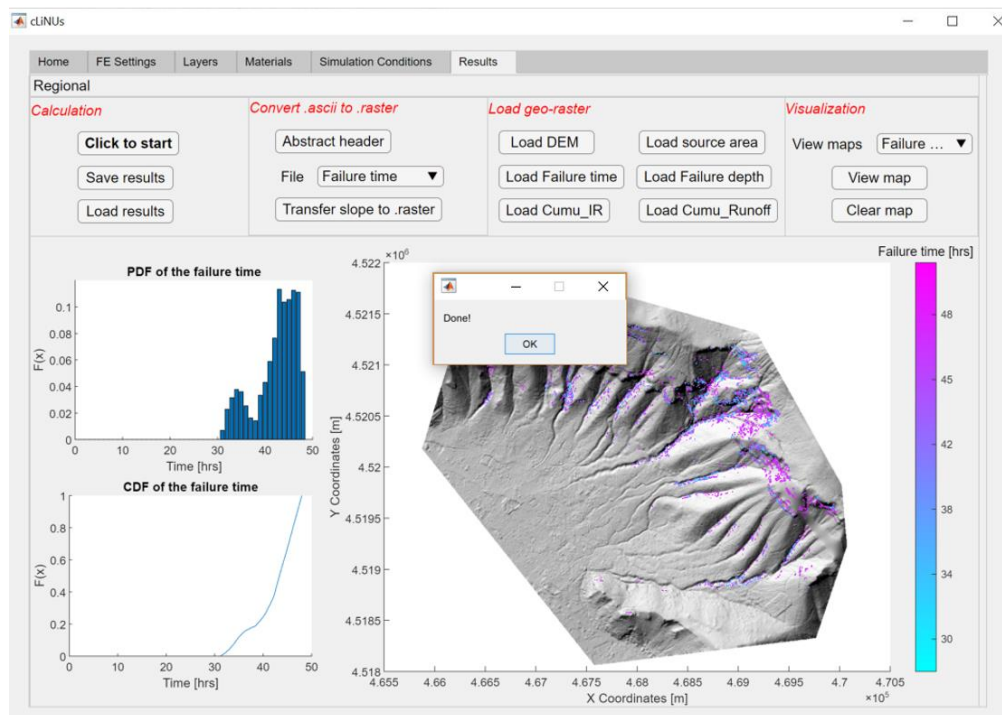 cLiNUs
Home FE Settings Layers Materials Simulation Conditions Results
Regional
Calculation Convert .ascii to .raster Load geo-raster Visualization
Click to start Abstract header Load DEM Load source area View maps Failure ...
Save results File Failure time Load Failure time Load Failure depth View map
Load results Transfer slope to .raster Load Cumu_IR Load Cumu_Runoff Clear map
PDF of the failure time
0.1
0.08
0.06
0.04
0.02
0
F(x)
0 10 20 30 40 50
Time [hrs]
CDF of the failure time
1
0.8
0.6
0.4
0.2
0
F(x)
0 10 20 30 40 50
Time [hrs]
×10⁶
4.522
4.5215
4.521
4.5205
4.52
4.5195
4.519
4.5185
4.518
Y Coordinates [m]
4.655 4.66 4.665 4.67 4.675 4.68 4.685 4.69 4.695 4.7 4.705
X Coordinates [m]
×10⁵
Done!
OK
Failure time [hrs]
48
45
42
38
34
30